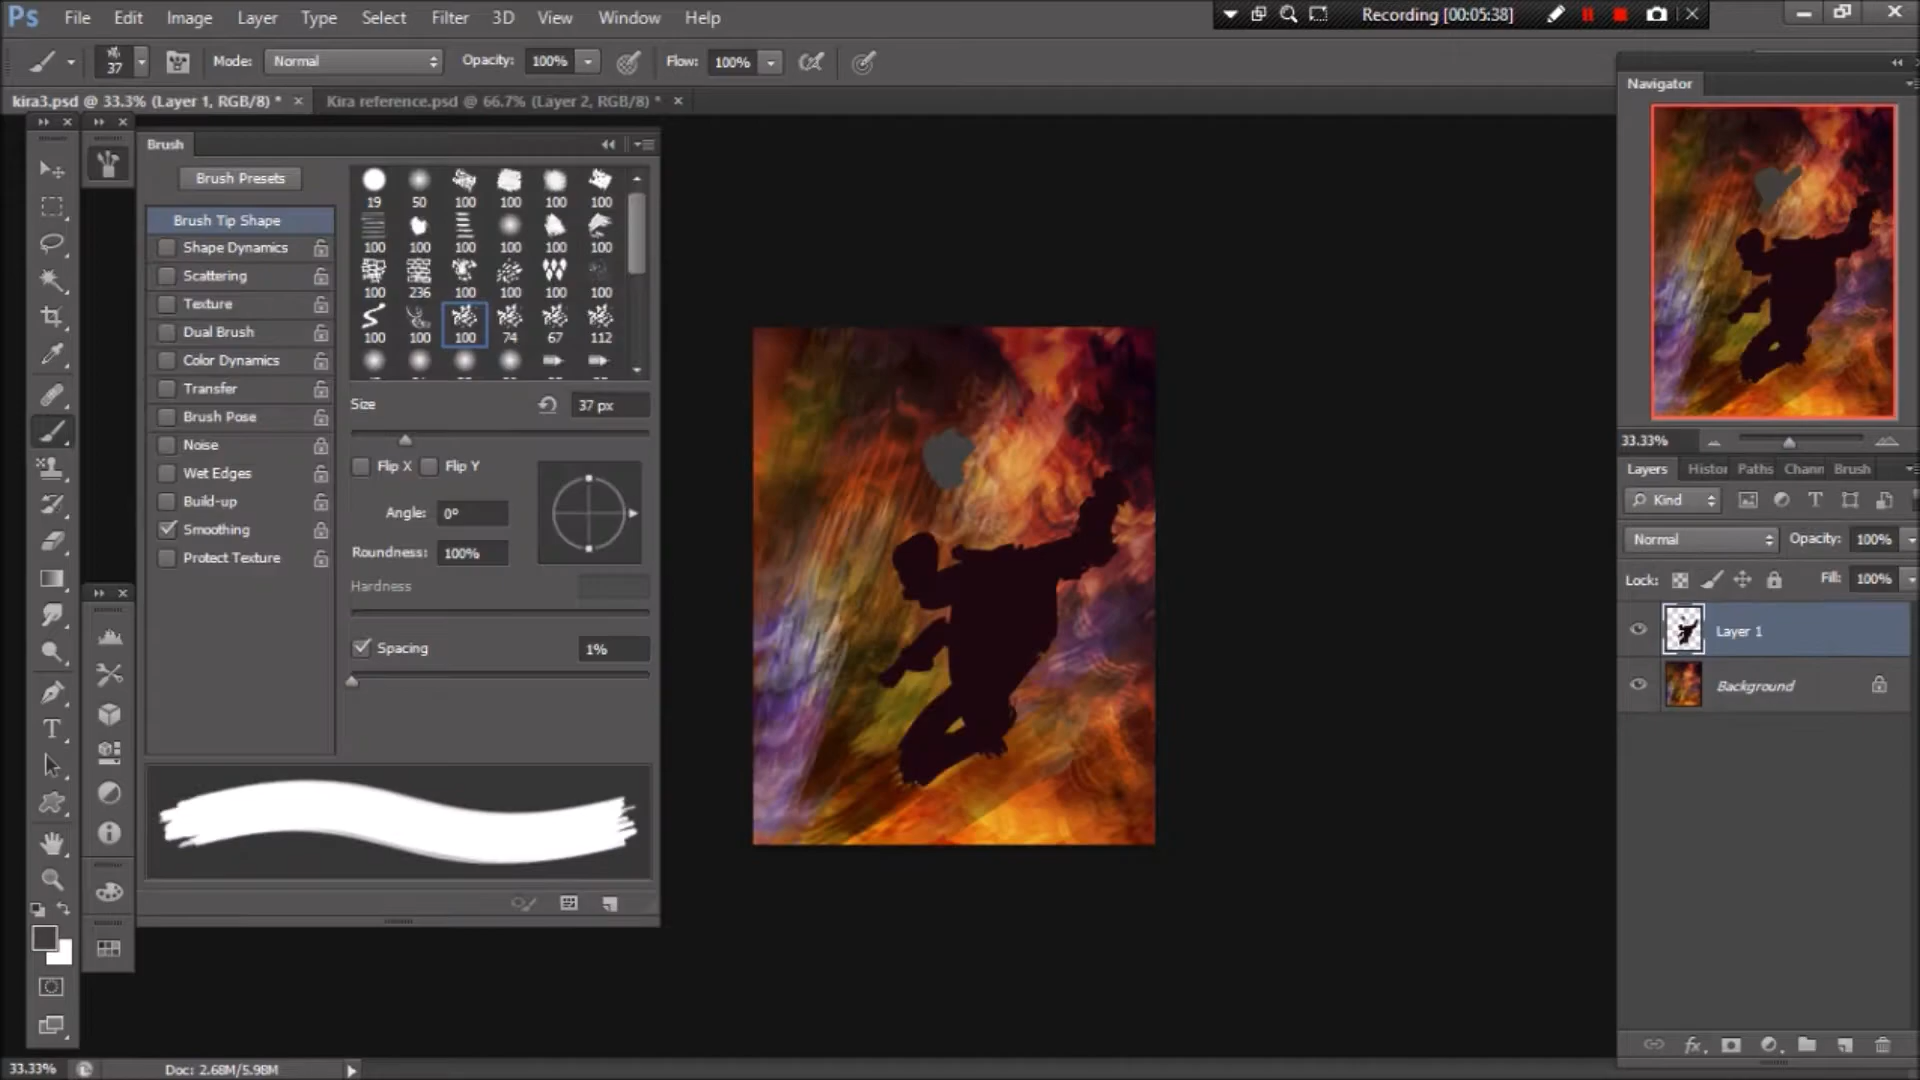 Ps File Edit Image Layer Type Select Filter 3D View Window Help Recording [00:05:38]
37 Mode: Normal Opacity: 100% Flow: 100%
kira3.psd @ 33.3% (Layer 1, RGB/8) * × Kira reference.psd @ 66.7% (Layer 2, RGB/8) * ×
Navigator
Brush
Brush Presets
Brush Tip Shape
Shape Dynamics
Scattering
Texture
Dual Brush
Color Dynamics
Transfer
Brush Pose
Noise
Wet Edges
Build-up
Smoothing
Protect Texture
19 50 100 100 100 100
100 100 100 100 100 100
100 236 100 100 100 100
100 100 100 74 67 112
Size 37 px
Flip X Flip Y
Angle: 0º
Roundness: 100%
Hardness
Spacing 1%
33.33%
Layers Histor Paths Chann Brush
Kind
Normal Opacity: 100%
Lock: Fill: 100%
Layer 1
Background
33.33% Doc: 2.68M/5.98M